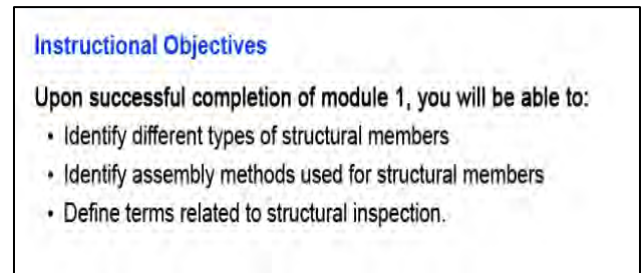 Instructional Objectives
Upon successful completion of module 1, you will be able to:
• Identify different types of structural members
• Identify assembly methods used for structural members
• Define terms related to structural inspection.